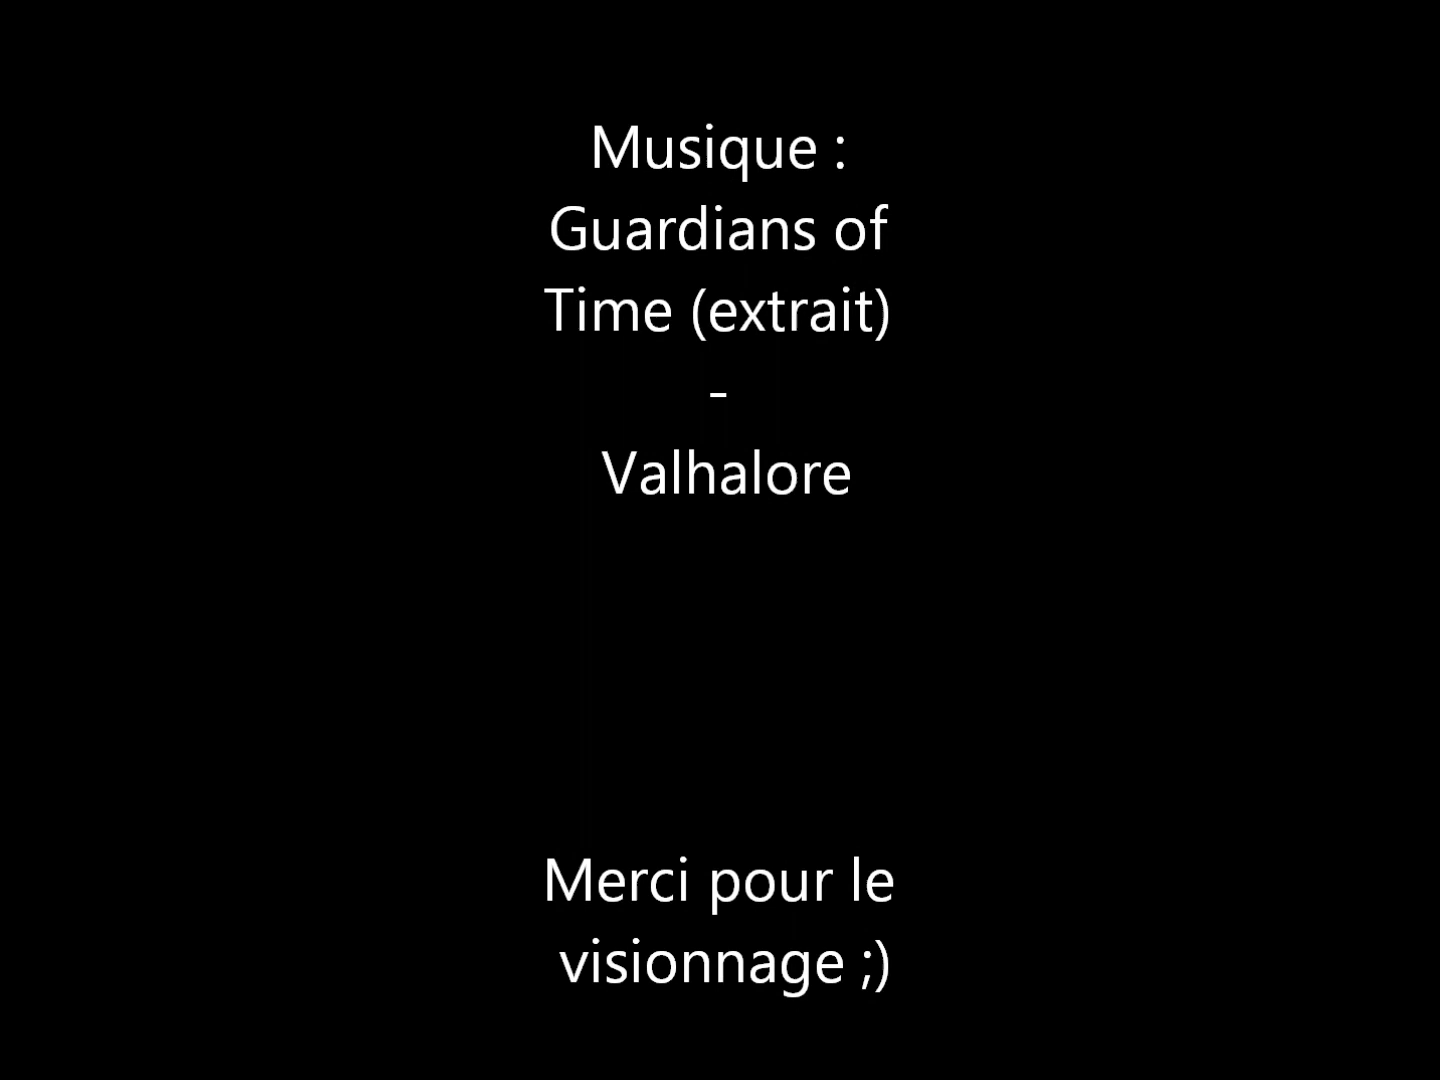 Musique :
Guardians of
Time (extrait)
-
Valhalore
Merci pour le
visionnage ;)